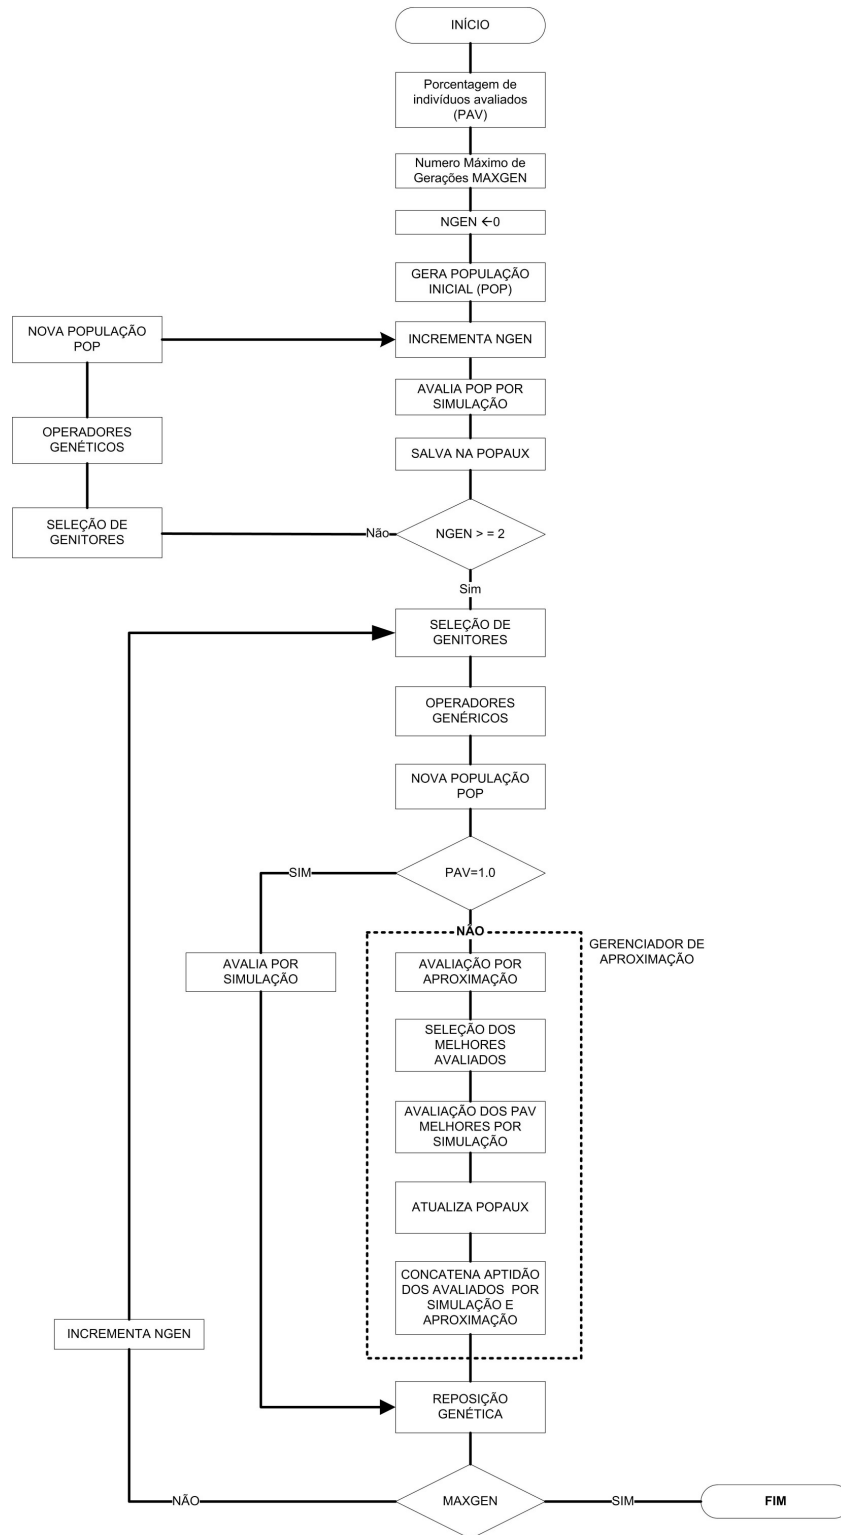 INÍCIO
Porcentagem de
indivíduos avaliados
(PAV)
Numero Máximo de
Gerações MAXGEN
NGEN ←0
GERA POPULAÇÃO
INICIAL (POP)
NOVA POPULAÇÃO
POP
INCREMENTA NGEN
AVALIA POP POR
SIMULAÇÃO
OPERADORES
GENÉTICOS
SALVA NA POPAUX
SELEÇÃO DE
GENITORES
Não
NGEN > = 2
Sim
SELEÇÃO DE
GENITORES
OPERADORES
GENÉRICOS
NOVA POPULAÇÃO
POP
SIM
PAV=1.0
NÃO
GERENCIADOR DE
APROXIMAÇÃO
AVALIA POR
SIMULAÇÃO
AVALIAÇÃO POR
APROXIMAÇÃO
SELEÇÃO DOS
MELHORES
AVALIADOS
AVALIAÇÃO DOS PAV
MELHORES POR
SIMULAÇÃO
ATUALIZA POPAUX
CONCATENA APTIDÃO
DOS AVALIADOS POR
SIMULAÇÃO E
APROXIMAÇÃO
INCREMENTA NGEN
REPOSIÇÃO
GENÉTICA
NÃO
MAXGEN
SIM
FIM